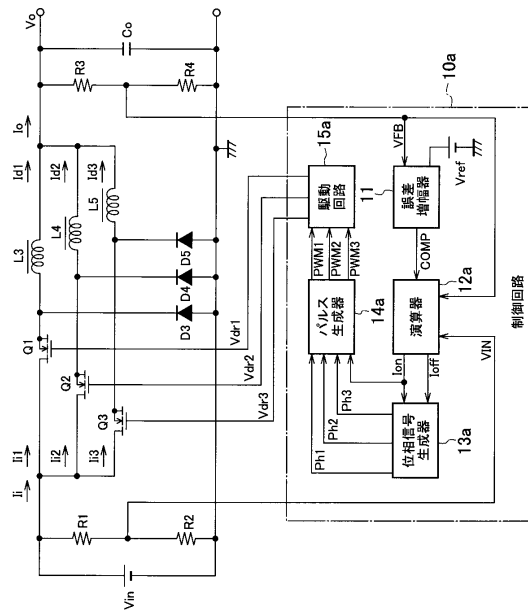 Vin
R1
R2
Ii
Ii1
Ii2
Ii3
Q1
Q2
Q3
Vdr1
Vdr2
Vdr3
D3
D4
D5
L3
L4
L5
Id1
Id2
Id3
Io
R3
R4
Co
Vo
10a
15a
駆動
回路
PWM1
PWM2
PWM3
パルス
生成器
14a
Ph1
Ph2
Ph3
位相信号
生成器
13a
Ion
Ioff
演算器
12a
COMP
誤差
増幅器
11
VFB
Vref
VIN
制御回路